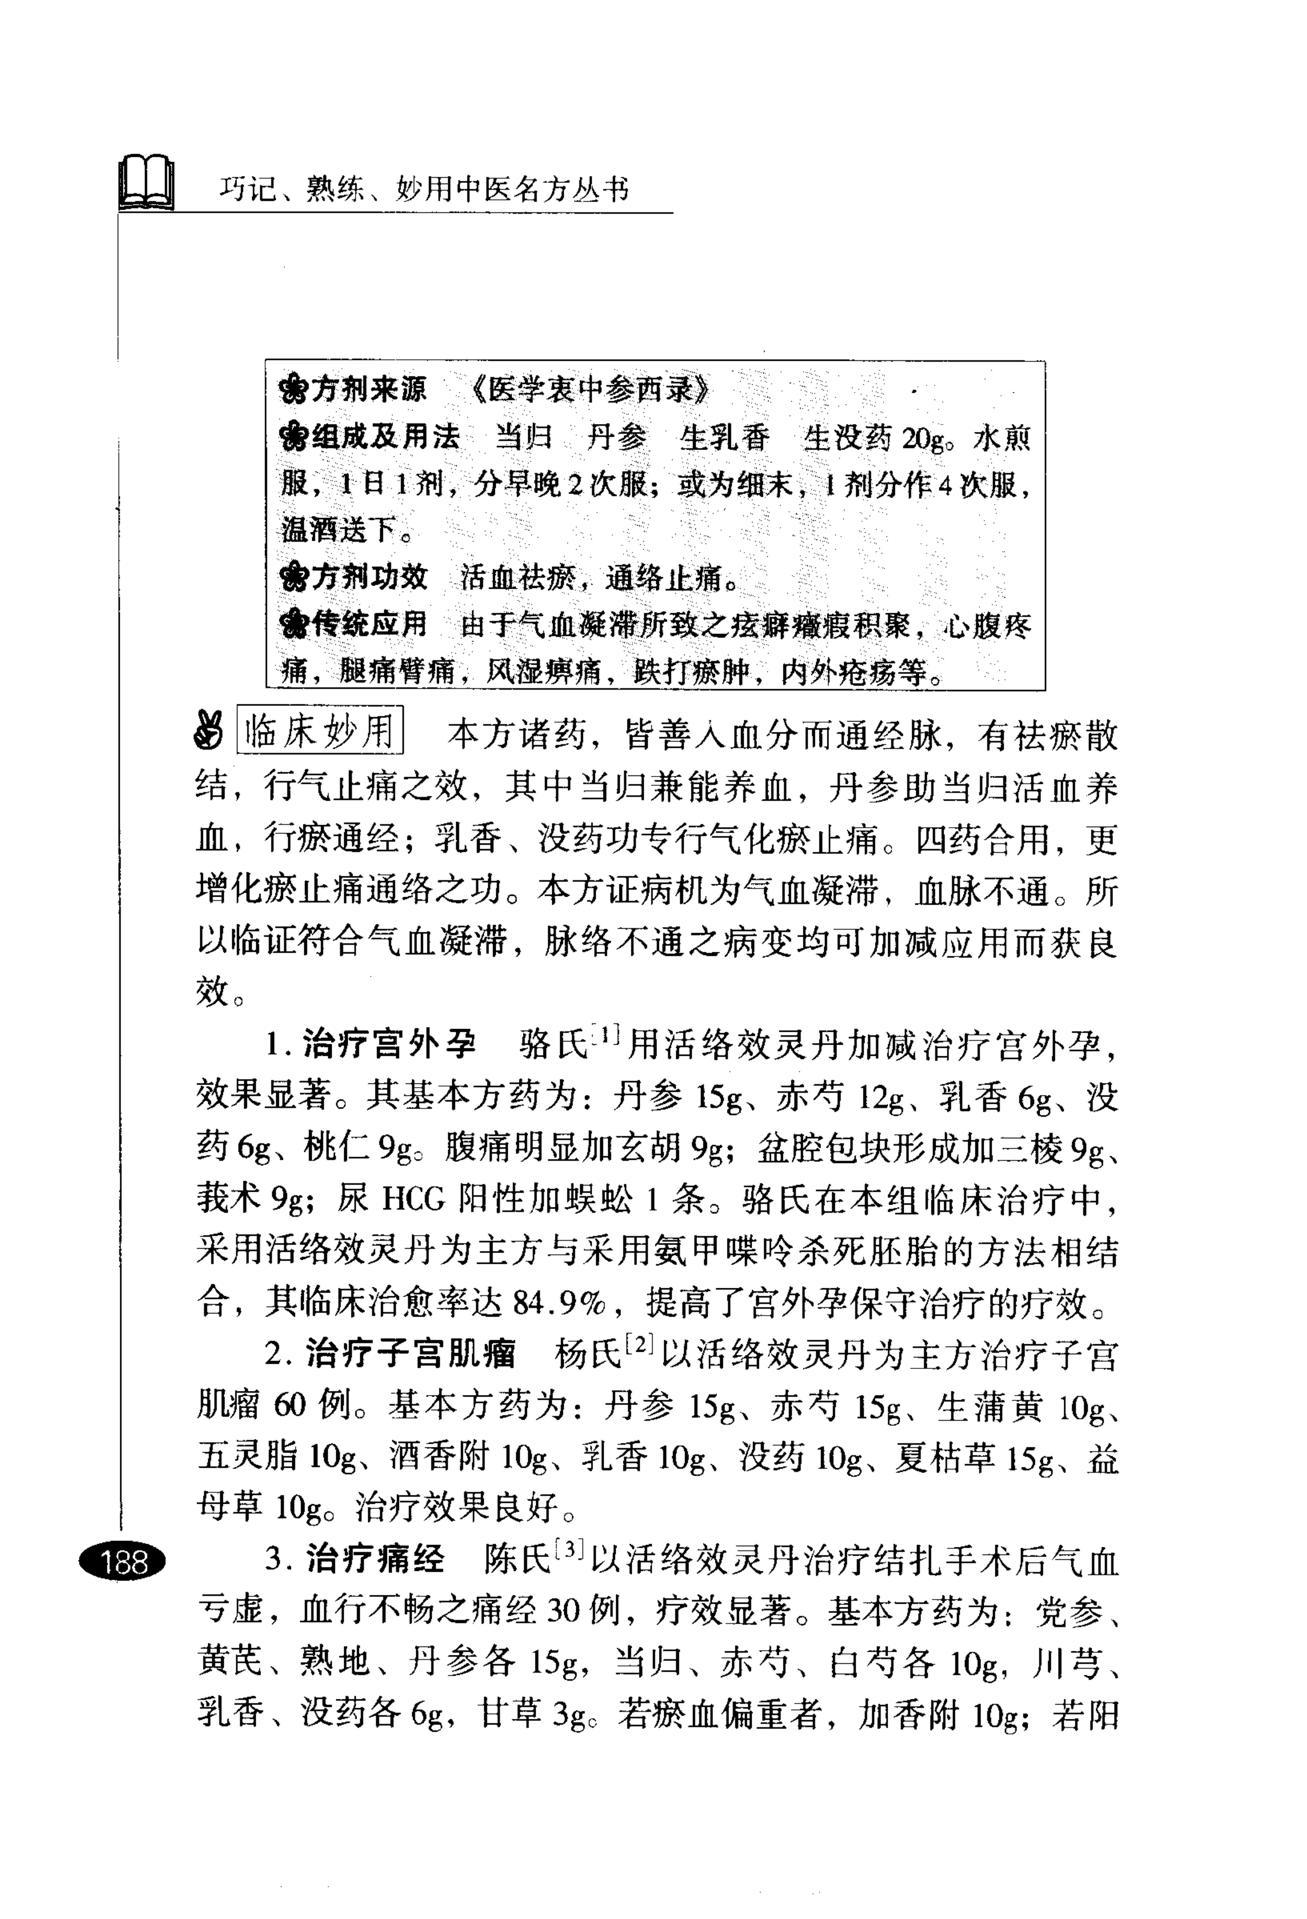 巧记、熟练、妙用中医名方丛书
方剂来源 《医学衷中参西录》
组成及用法 当归 丹参 生乳香 生没药20g。水煎
服，1日1剂，分早晚2次服；或为细末，1剂分作4次服，
温酒送下。
方剂功效 活血祛瘀，通络止痛。
传统应用 由于气血凝滞所致之痃癖癥瘕积聚，心腹疼
痛，腿痛臂痛，风湿痹痛，跌打瘀肿，内外疮疡等。
临床妙用 本方诸药，皆善入血分而通经脉，有祛瘀散
结，行气止痛之效，其中当归兼能养血，丹参助当归活血养
血，行瘀通经；乳香、没药功专行气化瘀止痛。四药合用，更
增化瘀止痛通络之功。本方证病机为气血凝滞，血脉不通。所
以临证符合气血凝滞，脉络不通之病变均可加减应用而获良
效。
1. 治疗宫外孕 骆氏[1]用活络效灵丹加减治疗宫外孕，
效果显著。其基本方药为：丹参 15g、赤芍 12g、乳香 6g、没
药 6g、桃仁 9g。腹痛明显加玄胡 9g；盆腔包块形成加三棱 9g、
莪术 9g；尿 HCG 阳性加蜈蚣 1 条。骆氏在本组临床治疗中，
采用活络效灵丹为主方与采用氨甲喋呤杀死胚胎的方法相结
合，其临床治愈率达 84.9%，提高了宫外孕保守治疗的疗效。
2. 治疗子宫肌瘤 杨氏[2]以活络效灵丹为主方治疗子宫
肌瘤 60 例。基本方药为：丹参 15g、赤芍 15g、生蒲黄 10g、
五灵脂 10g、酒香附 10g、乳香 10g、没药 10g、夏枯草 15g、益
母草 10g。治疗效果良好。
3. 治疗痛经 陈氏[3]以活络效灵丹治疗结扎手术后气血
亏虚，血行不畅之痛经 30 例，疗效显著。基本方药为：党参、
黄芪、熟地、丹参各 15g，当归、赤芍、白芍各 10g，川芎、
乳香、没药各 6g，甘草 3g。若瘀血偏重者，加香附 10g；若阳
188